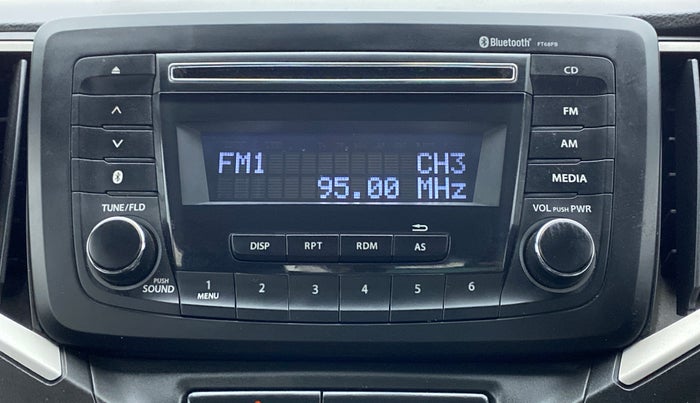 Bluetooth® FT68FB
CD
FM
AM
MEDIA
FM1 CH3
95.00 MHz
TUNE/FLD
VOL PUSH PWR
DISP RPT RDM AS
PUSH
SOUND
1 2 3 4 5 6
MENU